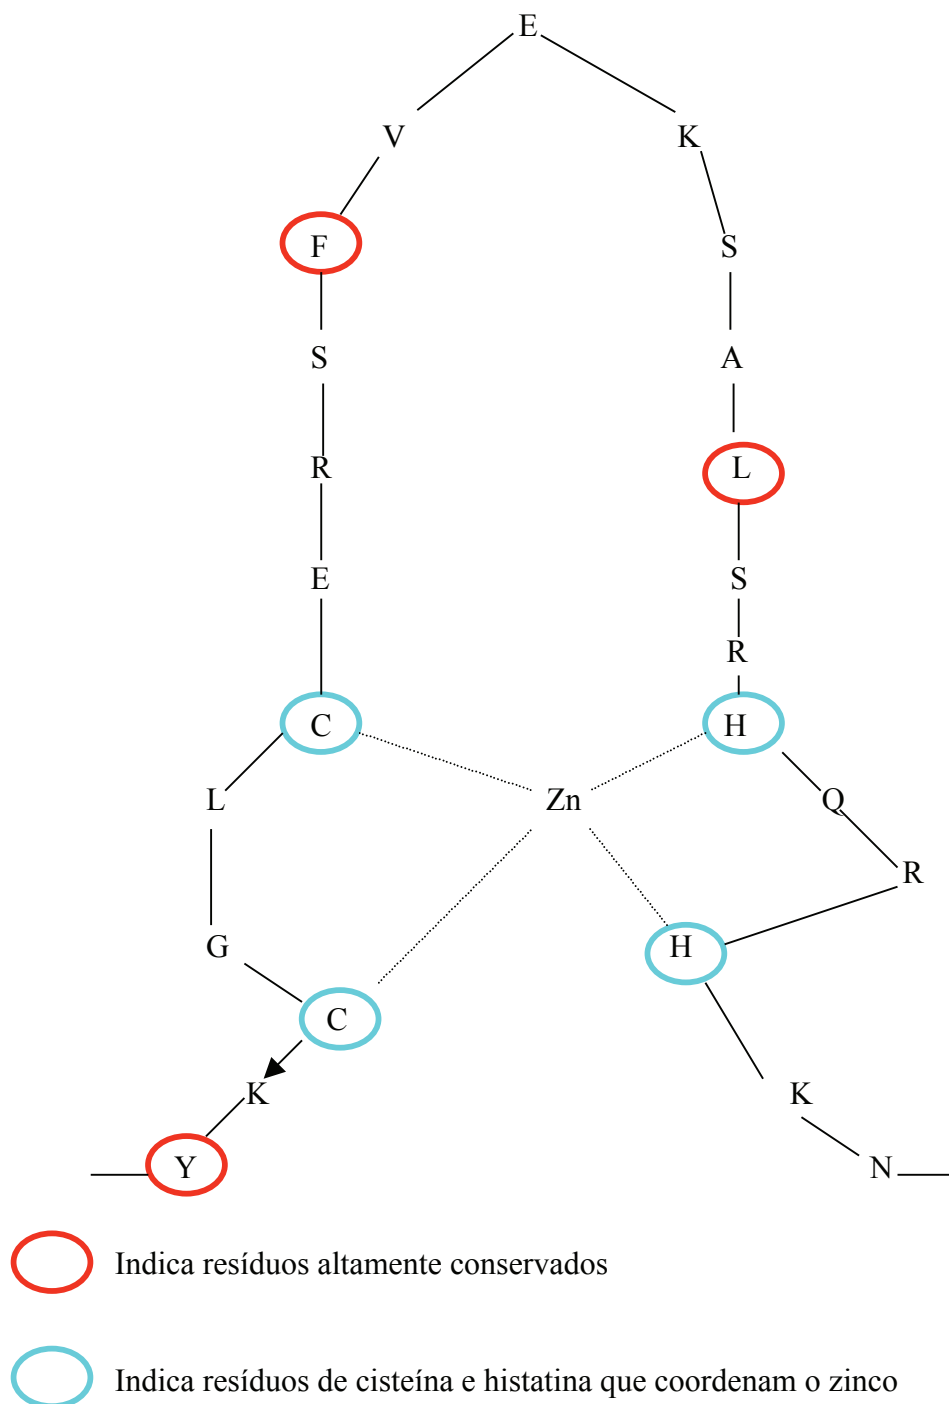 E
V K
F S
S A
R L
E S
R
C H
L Zn Q
R
G H
C
K K
Y N
Indica resíduos altamente conservados
Indica resíduos de cisteína e histatina que coordenam o zinco